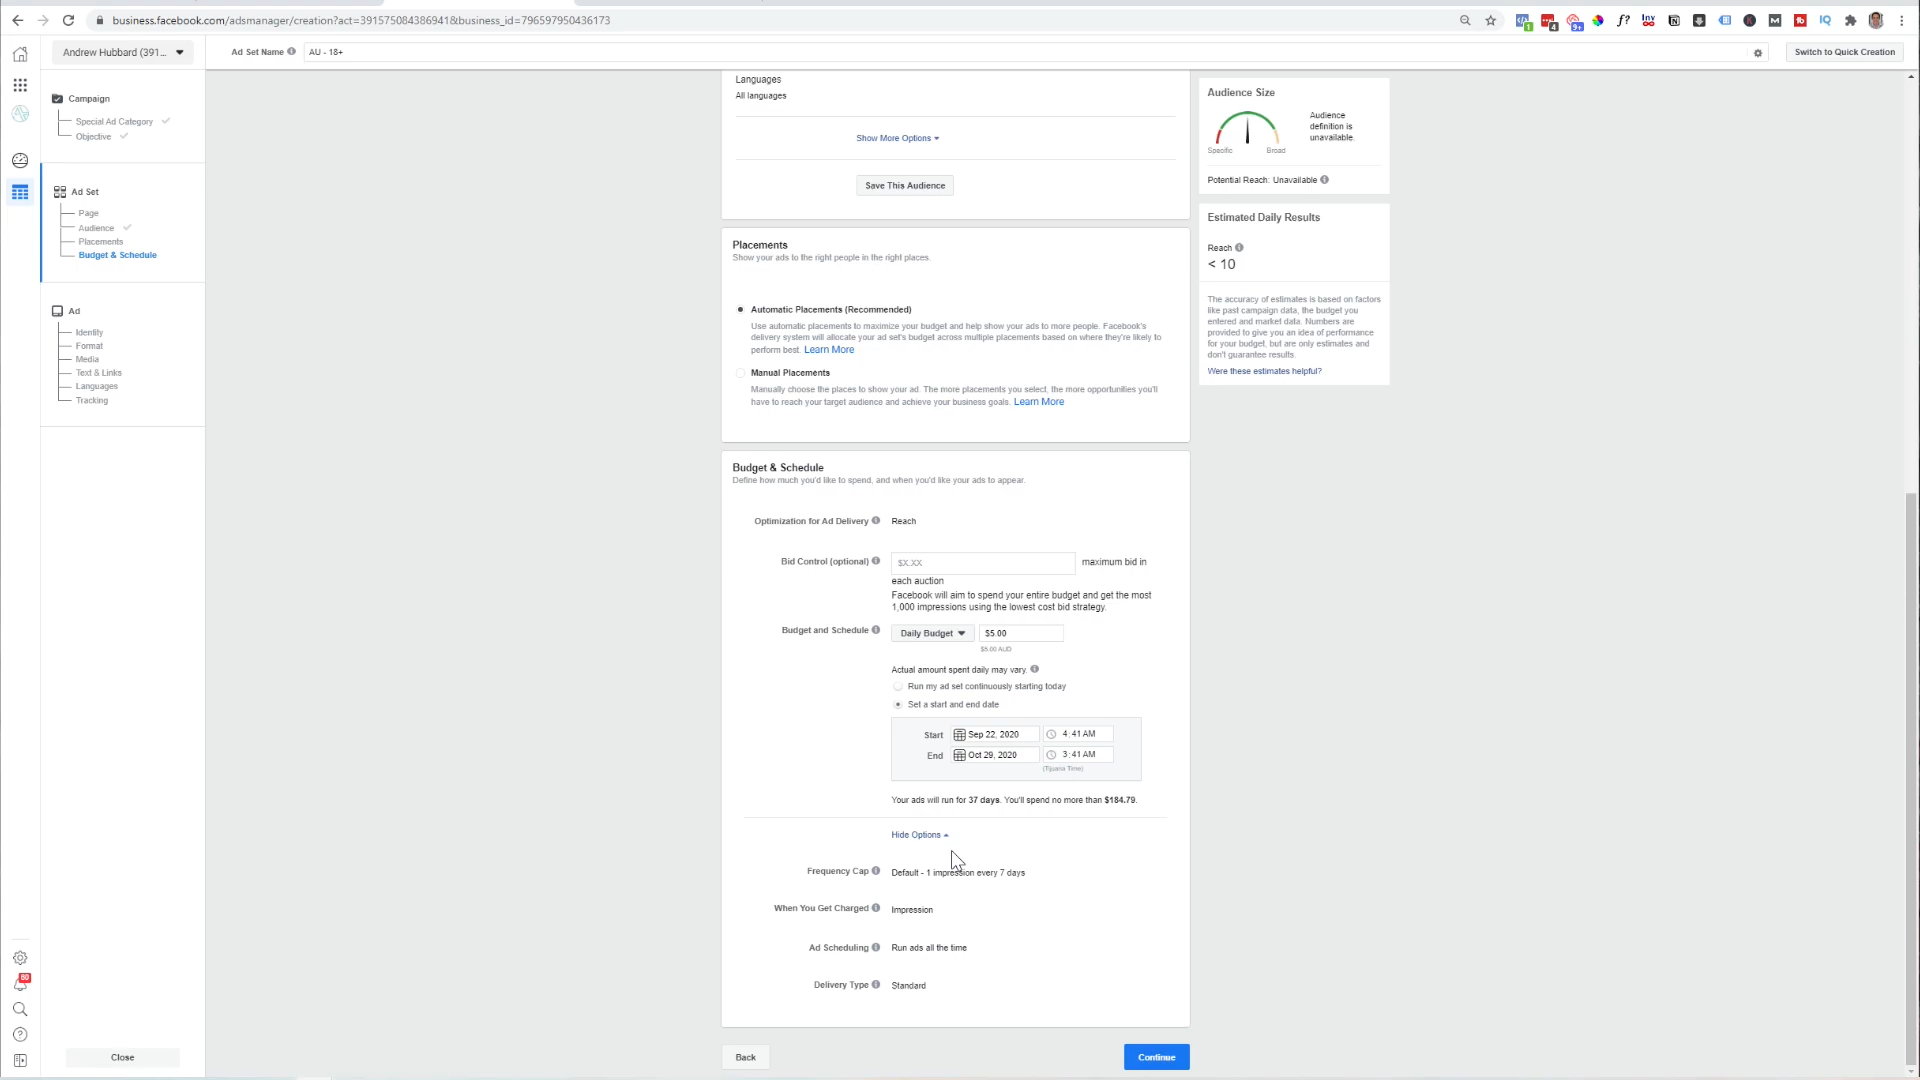 business.facebook.com/adsmanager/creation?act=391575084386941&business_id=796597950436173
Andrew Hubbard (391...
Ad Set Name
AU - 18+
Switch to Quick Creation
Campaign
Special Ad Category
Objective
Ad Set
Page
Audience
Placements
Budget & Schedule
Ad
Identity
Format
Media
Text & Links
Languages
Tracking
80
Close
Languages
All languages
Show More Options
Save This Audience
Placements
Show your ads to the right people in the right places.
Automatic Placements (Recommended)
Use automatic placements to maximize your budget and help show your ads to more people. Facebook's
delivery system will allocate your ad set's budget across multiple placements based on where they're likely to
perform best. Learn More
Manual Placements
Manually choose the places to show your ad. The more placements you select, the more opportunities you'll
have to reach your target audience and achieve your business goals. Learn More
Budget & Schedule
Define how much you'd like to spend, and when you'd like your ads to appear.
Optimization for Ad Delivery
Reach
Bid Control (optional)
$X.XX
maximum bid in
each auction
Facebook will aim to spend your entire budget and get the most
1,000 impressions using the lowest cost bid strategy.
Budget and Schedule
Daily Budget
$5.00
$5.00 AUD
Actual amount spent daily may vary.
Run my ad set continuously starting today
Set a start and end date
Start
Sep 22, 2020
4:41 AM
End
Oct 29, 2020
3:41 AM
(Tijuana Time)
Your ads will run for 37 days. You'll spend no more than $184.79.
Hide Options
Frequency Cap
Default - 1 impression every 7 days
When You Get Charged
Impression
Ad Scheduling
Run ads all the time
Delivery Type
Standard
Back
Continue
Audience Size
Audience
definition is
unavailable.
Specific
Broad
Potential Reach: Unavailable
Estimated Daily Results
Reach
< 10
The accuracy of estimates is based on factors
like past campaign data, the budget you
entered and market data. Numbers are
provided to give you an idea of performance
for your budget, but are only estimates and
don't guarantee results.
Were these estimates helpful?